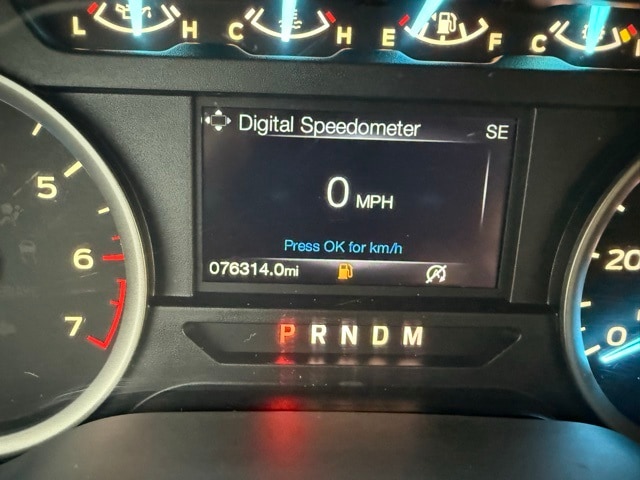 L H C H E F C
Digital Speedometer SE
5
0 MPH
6
20
Press OK for km/h
076314.0mi
7
0
P R N D M